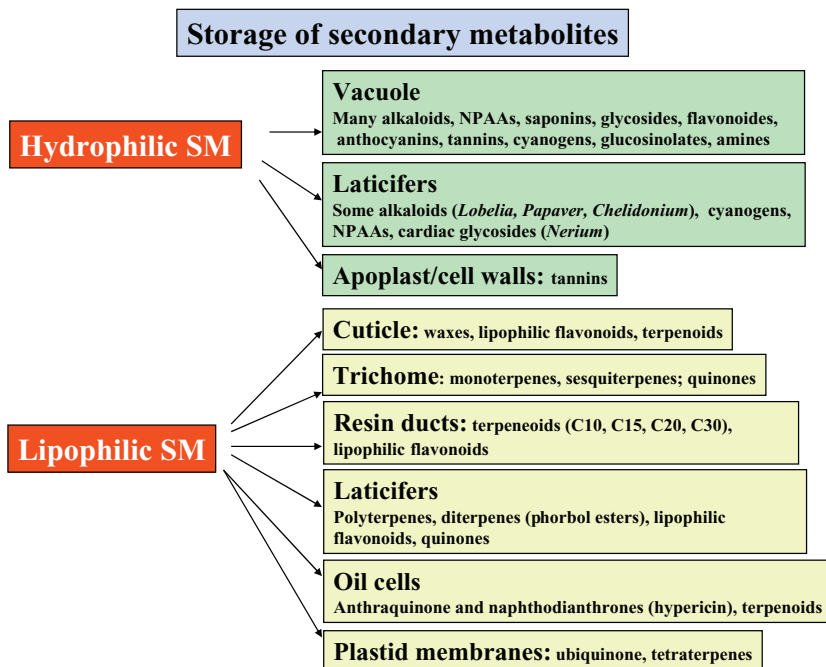 Storage of secondary metabolites
Hydrophilic SM
Vacuole
Many alkaloids, NPAAs, saponins, glycosides, flavonoides,
anthocyanins, tannins, cyanogens, glucosinolates, amines
Laticifers
Some alkaloids (Lobelia, Papaver, Chelidonium), cyanogens,
NPAAs, cardiac glycosides (Nerium)
Apoplast/cell walls: tannins
Lipophilic SM
Cuticle: waxes, lipophilic flavonoids, terpenoids
Trichome: monoterpenes, sesquiterpenes; quinones
Resin ducts: terpeneoids (C10, C15, C20, C30),
lipophilic flavonoids
Laticifers
Polyterpenes, diterpenes (phorbol esters), lipophilic
flavonoids, quinones
Oil cells
Anthraquinone and naphthodianthrones (hypericin), terpenoids
Plastid membranes: ubiquinone, tetraterpenes